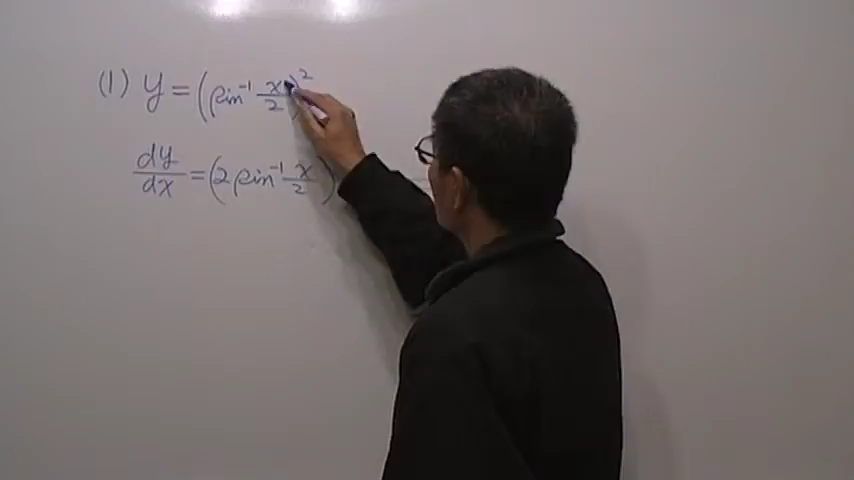 (1) y = (sin⁻¹ x/2)²
dy/dx = (2 sin⁻¹ x/2)